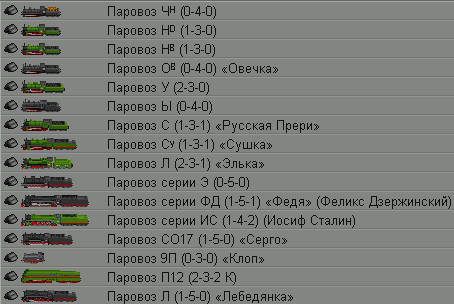 Паровоз Чᴴ (0-4-0)
Паровоз Нᴰ (1-3-0)
Паровоз Нᴮ (1-3-0)
Паровоз Оᴮ (0-4-0) «Овечка»
Паровоз У (2-3-0)
Паровоз Ы (0-4-0)
Паровоз С (1-3-1) «Русская Прери»
Паровоз Су (1-3-1) «Сушка»
Паровоз Л (2-3-1) «Элька»
Паровоз серии Э (0-5-0)
Паровоз серии ФД (1-5-1) «Федя» (Феликс Дзержинский)
Паровоз серии ИС (1-4-2) (Иосиф Сталин)
Паровоз СО17 (1-5-0) «Серго»
Паровоз 9П (0-3-0) «Клоп»
Паровоз П12 (2-3-2 К)
Паровоз Л (1-5-0) «Лебедянка»